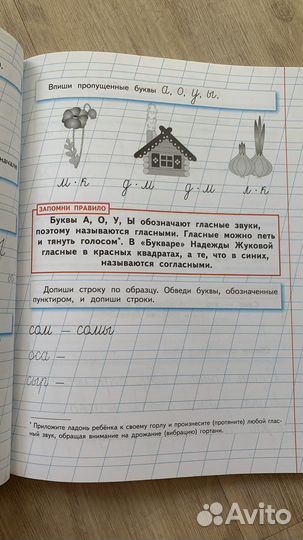 Впиши пропущенные буквы а, о, у, ы.
м · к д · м д · м л · к
ЗАПОМНИ ПРАВИЛО
Буквы А, О, У, Ы обозначают гласные звуки,
поэтому называются гласными. Гласные можно петь
и тянуть голосом*. В «Букваре» Надежды Жуковой
гласные в красных квадратах, а те, что в синих,
называются согласными.
Допиши строку по образцу. Обведи буквы, обозначенные
пунктиром, и допиши строки.
сом – сомы
оса –
сыр –
* Приложите ладонь ребёнка к своему горлу и произнесите (протяните) любой глас-
ный звук, обращая внимание на дрожание (вибрацию) гортани.
Avito